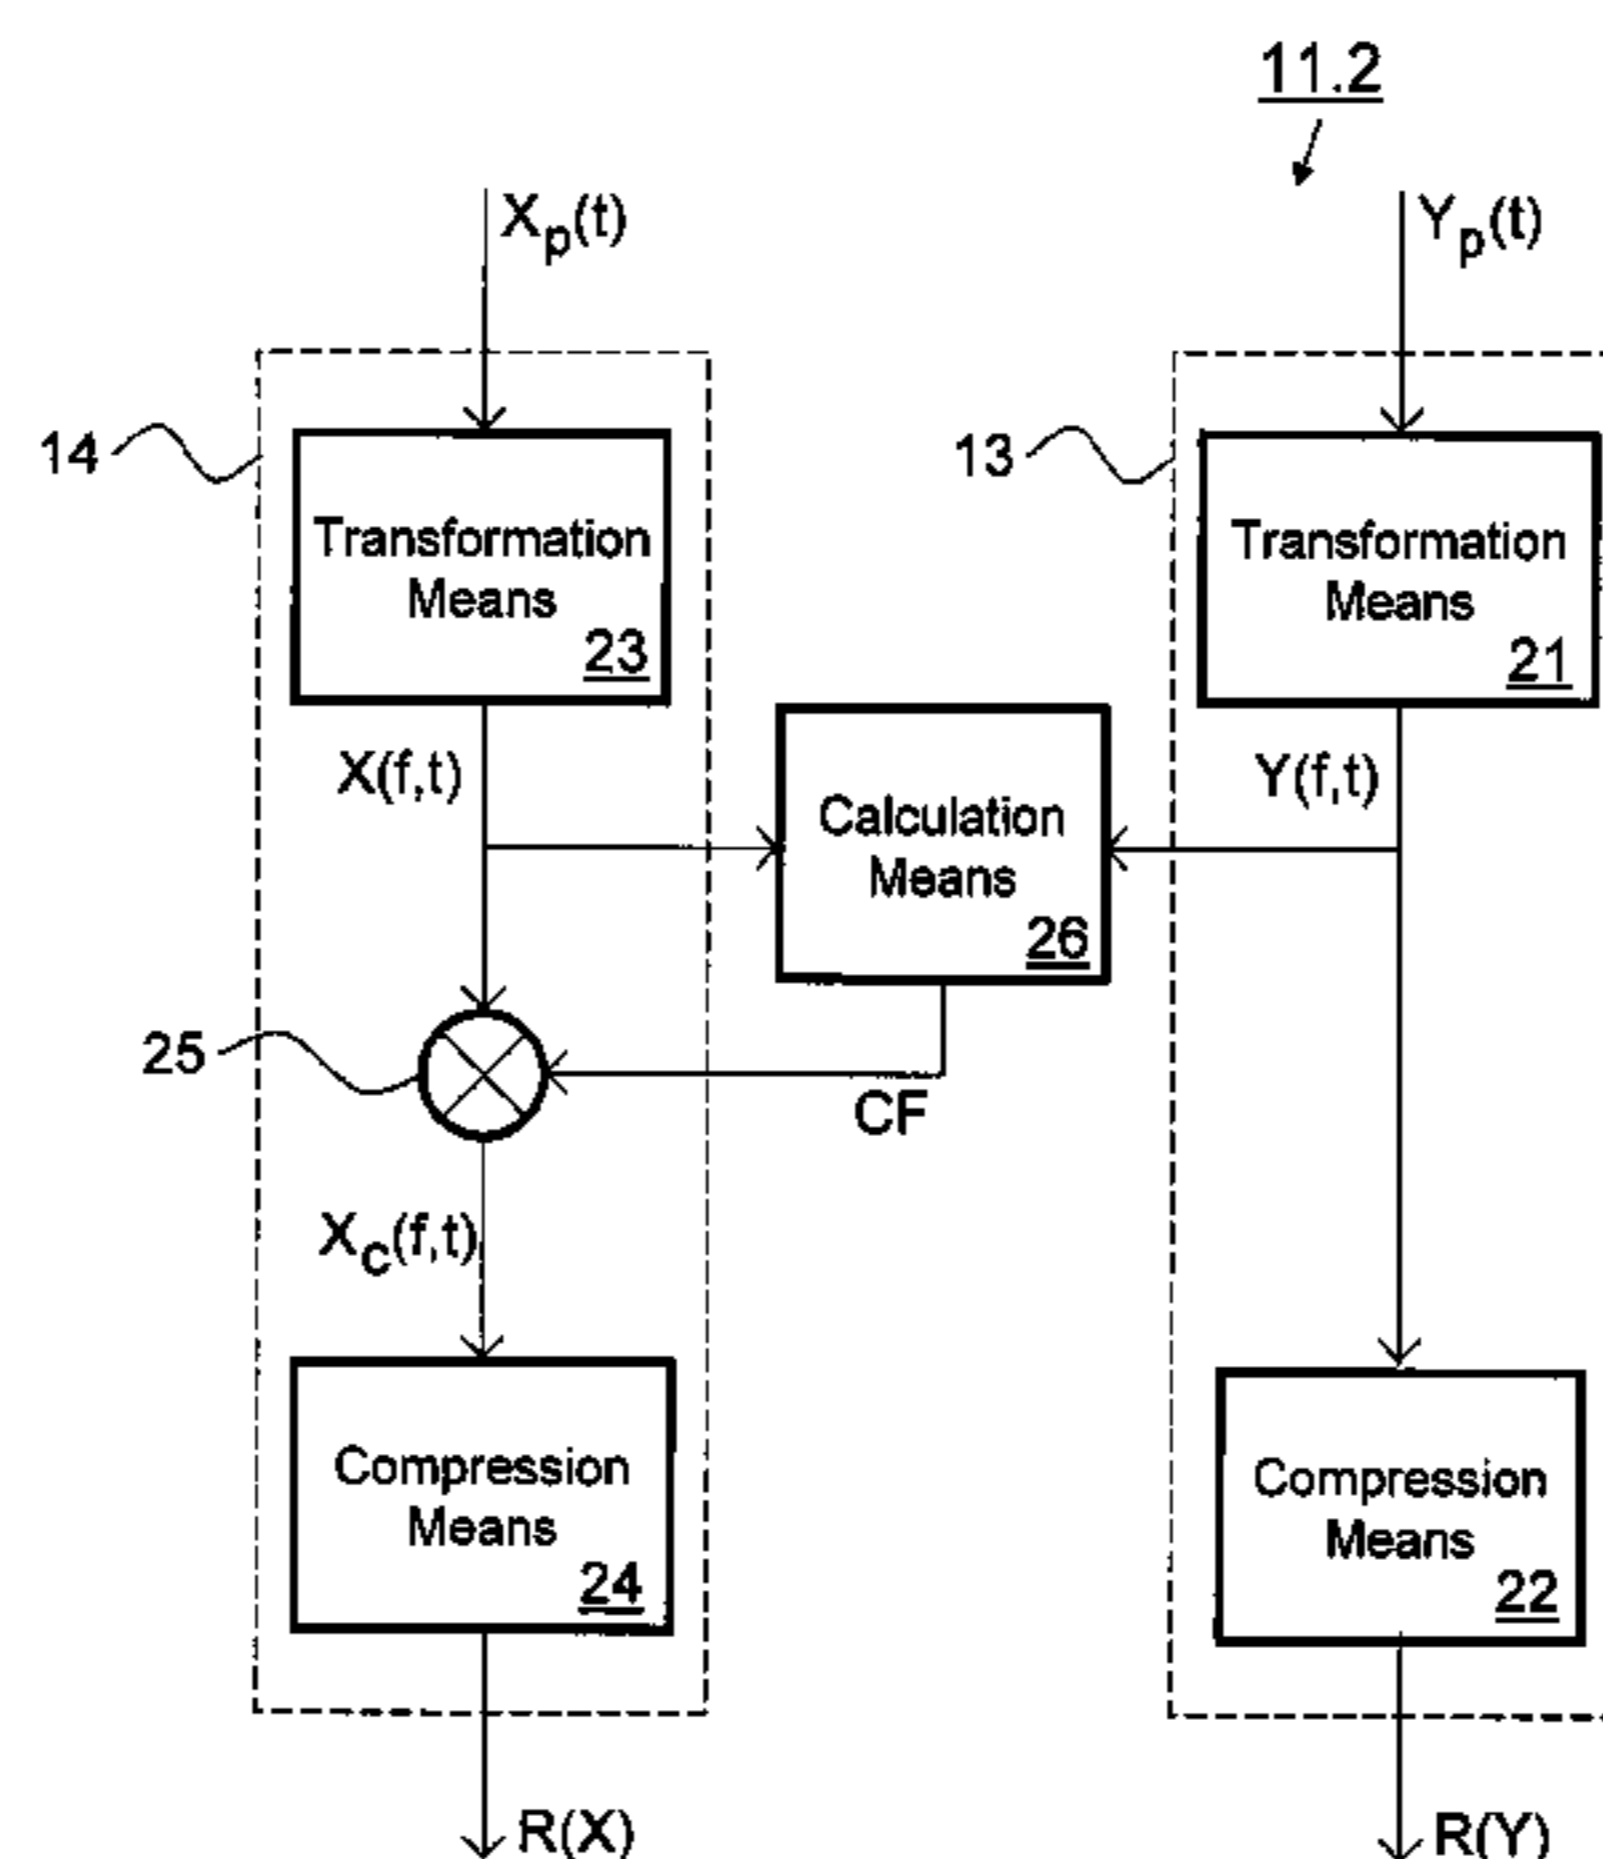 11.2
Xp(t)
Yp(t)
14
13
Transformation
Means
23
Transformation
Means
21
X(f,t)
Y(f,t)
Calculation
Means
26
25
CF
Xc(f,t)
Compression
Means
24
Compression
Means
22
R(X)
R(Y)